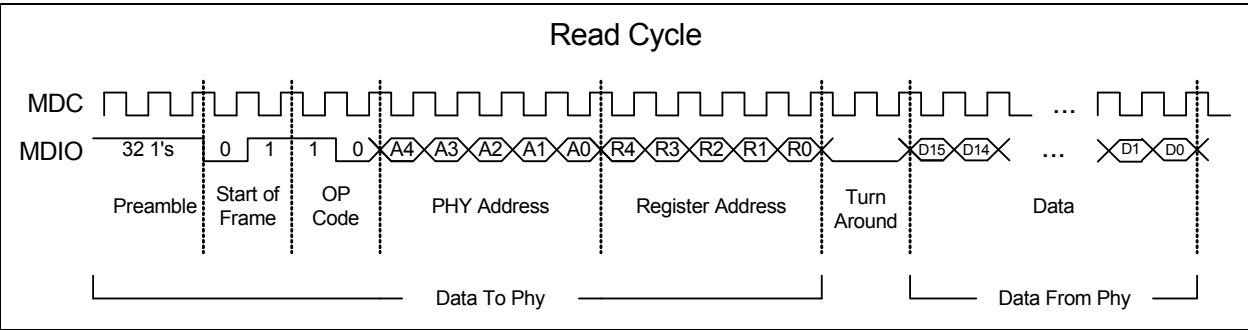 Read Cycle
MDC ...
MDIO 32 1's 0 1 1 0 A4 A3 A2 A1 A0 R4 R3 R2 R1 R0 D15 D14 ... D1 D0
Preamble Start of Frame OP Code PHY Address Register Address Turn Around Data
Data To Phy Data From Phy